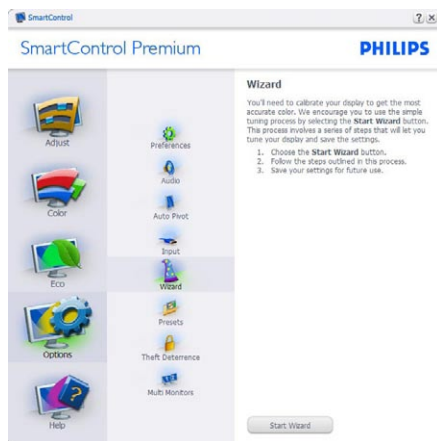 SmartControl
SmartControl Premium
PHILIPS
Adjust
Color
Eco
Options
Help
Preferences
Audio
Auto Pivot
Input
Wizard
Presets
Theft Deterrence
Multi Monitors
Wizard
You'll need to calibrate your display to get the most
accurate color. We encourage you to use the simple
tuning process by selecting the Start Wizard button.
This process involves a series of steps that will let you
tune your display and save the settings.
1. Choose the Start Wizard button.
2. Follow the steps outlined in this process.
3. Save your settings for future use.
Start Wizard